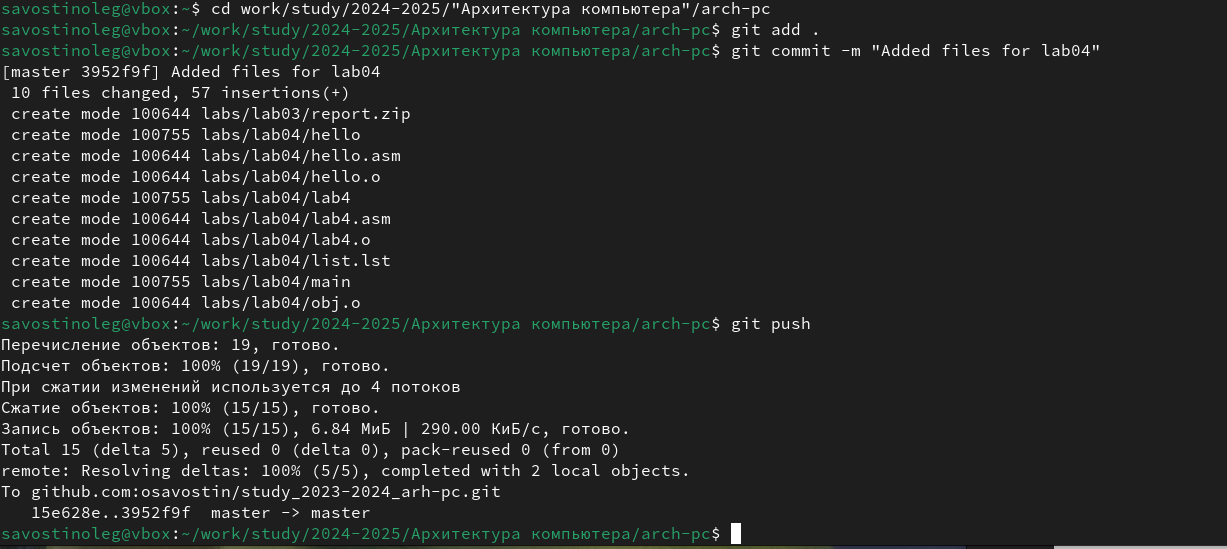 savostinoleg@vbox:~$ cd work/study/2024-2025/"Архитектура компьютера"/arch-pc
savostinoleg@vbox:~/work/study/2024-2025/Архитектура компьютера/arch-pc$ git add .
savostinoleg@vbox:~/work/study/2024-2025/Архитектура компьютера/arch-pc$ git commit -m "Added files for lab04"
[master 3952f9f] Added files for lab04
 10 files changed, 57 insertions(+)
 create mode 100644 labs/lab03/report.zip
 create mode 100755 labs/lab04/hello
 create mode 100644 labs/lab04/hello.asm
 create mode 100644 labs/lab04/hello.o
 create mode 100755 labs/lab04/lab4
 create mode 100644 labs/lab04/lab4.asm
 create mode 100644 labs/lab04/lab4.o
 create mode 100644 labs/lab04/list.lst
 create mode 100755 labs/lab04/main
 create mode 100644 labs/lab04/obj.o
savostinoleg@vbox:~/work/study/2024-2025/Архитектура компьютера/arch-pc$ git push
Перечисление объектов: 19, готово.
Подсчет объектов: 100% (19/19), готово.
При сжатии изменений используется до 4 потоков
Сжатие объектов: 100% (15/15), готово.
Запись объектов: 100% (15/15), 6.84 МиБ | 290.00 КиБ/с, готово.
Total 15 (delta 5), reused 0 (delta 0), pack-reused 0 (from 0)
remote: Resolving deltas: 100% (5/5), completed with 2 local objects.
To github.com:osavostin/study_2023-2024_arh-pc.git
   15e628e..3952f9f  master -> master
savostinoleg@vbox:~/work/study/2024-2025/Архитектура компьютера/arch-pc$